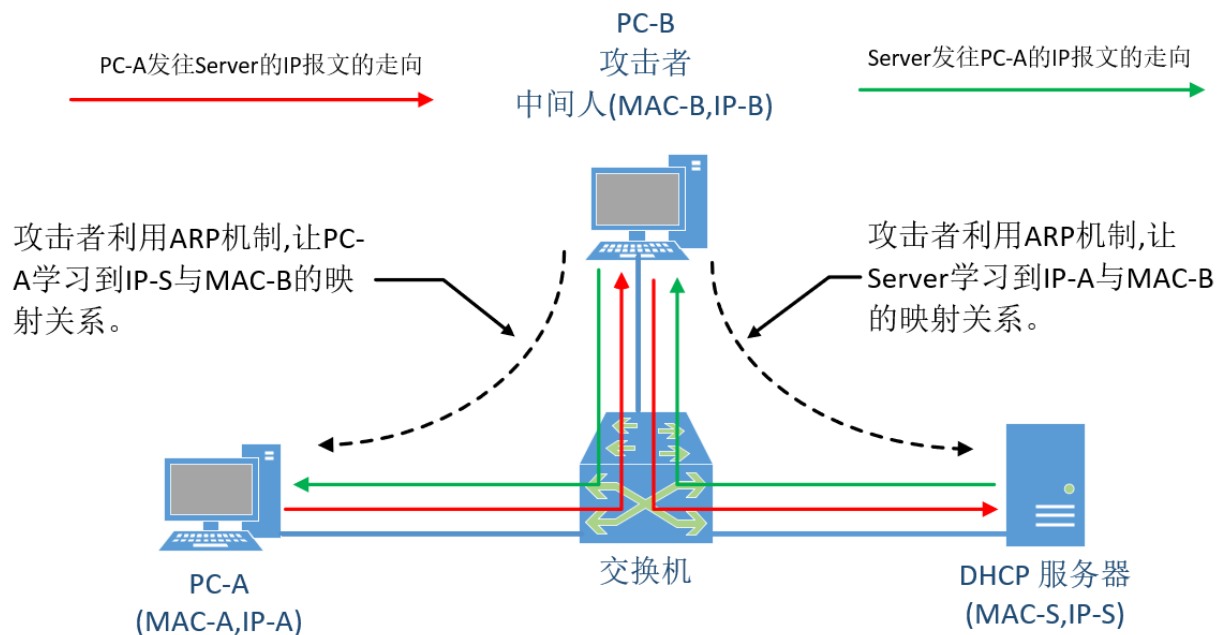 PC-B
攻击者
中间人(MAC-B,IP-B)
PC-A发往Server的IP报文的走向
Server发往PC-A的IP报文的走向
攻击者利用ARP机制,让PC-
A学习到IP-S与MAC-B的映
射关系。
攻击者利用ARP机制,让
Server学习到IP-A与MAC-B
的映射关系。
PC-A
(MAC-A,IP-A)
交换机
DHCP 服务器
(MAC-S,IP-S)